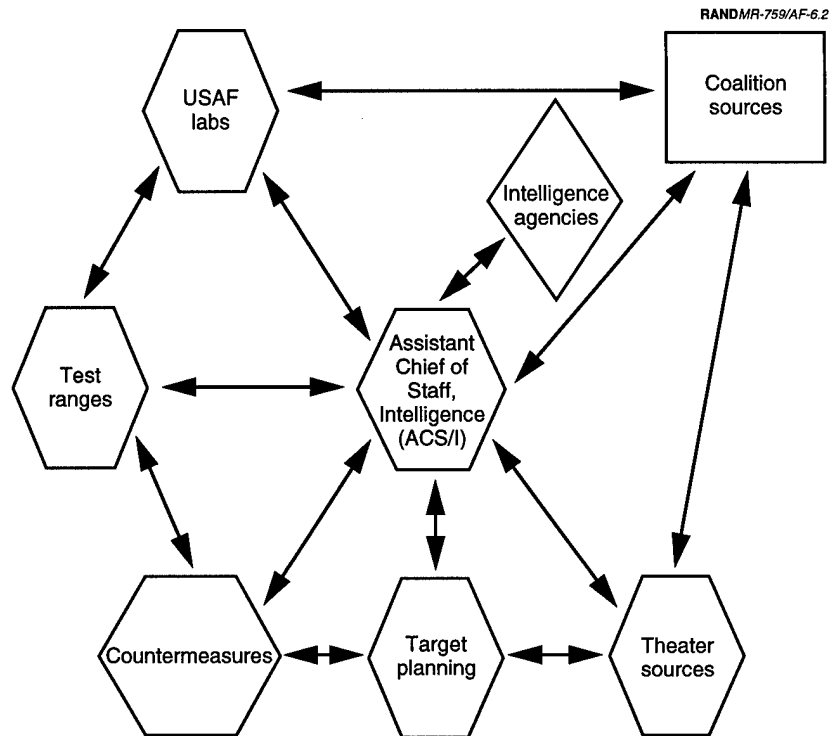 RANDMR-759/AF-6.2
USAF
labs
Coalition
sources
Intelligence
agencies
Test
ranges
Assistant
Chief of
Staff,
Intelligence
(ACS/I)
Countermeasures
Target
planning
Theater
sources